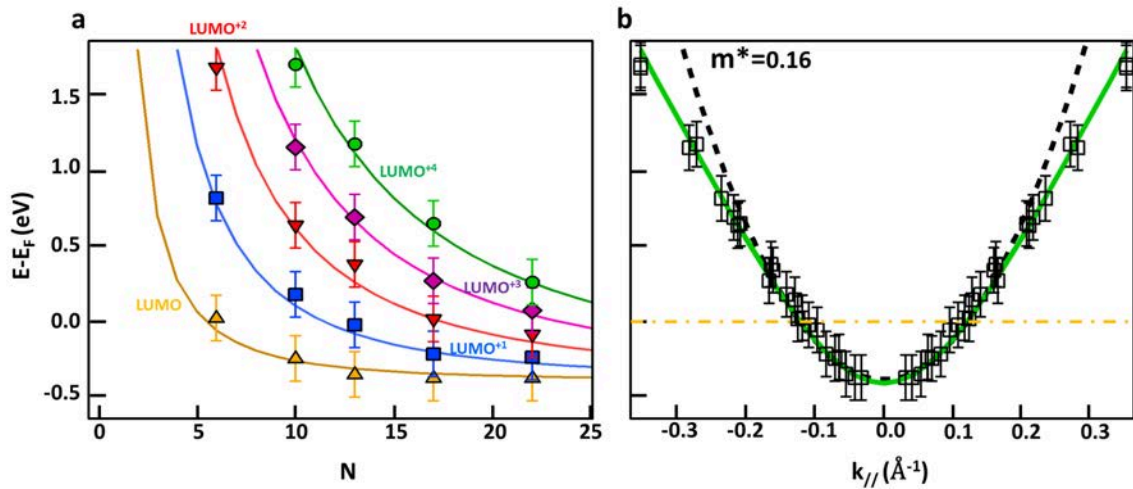 a
b
LUMO+2
m*=0.16
1.5
1.0
0.5
0.0
-0.5
E-EF (eV)
LUMO+4
LUMO+3
LUMO
LUMO+1
0 5 10 15 20 25
-0.3 -0.2 -0.1 0.0 0.1 0.2 0.3
N
k// (Å-1)